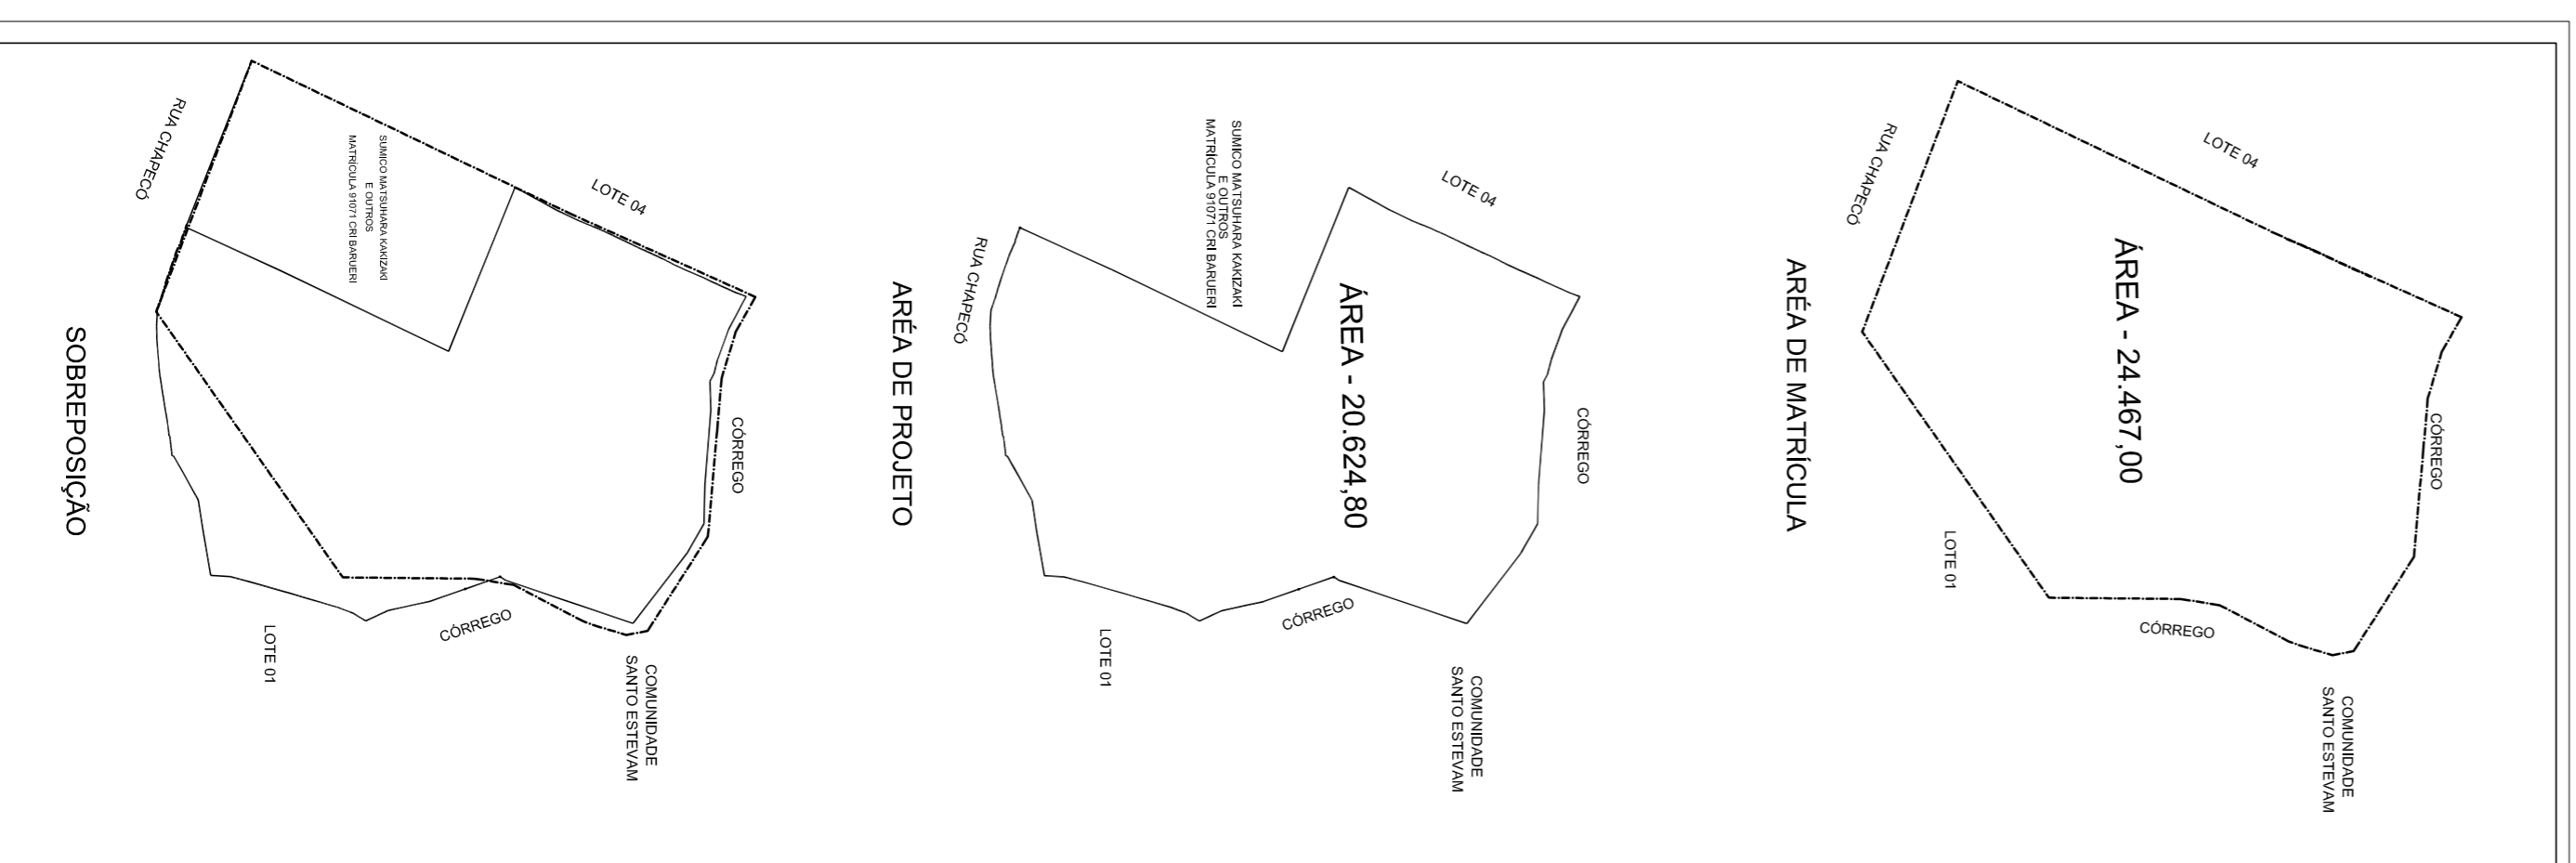 RUA CHAPECÓ
SUMICO MATSUHARA KAKIZAKI
E OUTROS
MATRÍCULA 91071 CRI BARUERI
LOTE 04
CÓRREGO
CÓRREGO
LOTE 01
COMUNIDADE
SANTO ESTEVAM
SOBREPOSIÇÃO
SUMICO MATSUHARA KAKIZAKI
E OUTROS
MATRÍCULA 91071 CRI BARUERI
LOTE 04
RUA CHAPECÓ
ÁREA - 20.624,80
CÓRREGO
CÓRREGO
LOTE 01
COMUNIDADE
SANTO ESTEVAM
ARÉA DE PROJETO
LOTE 04
RUA CHAPECÓ
ÁREA - 24.467,00
CÓRREGO
LOTE 01
CÓRREGO
COMUNIDADE
SANTO ESTEVAM
ARÉA DE MATRÍCULA